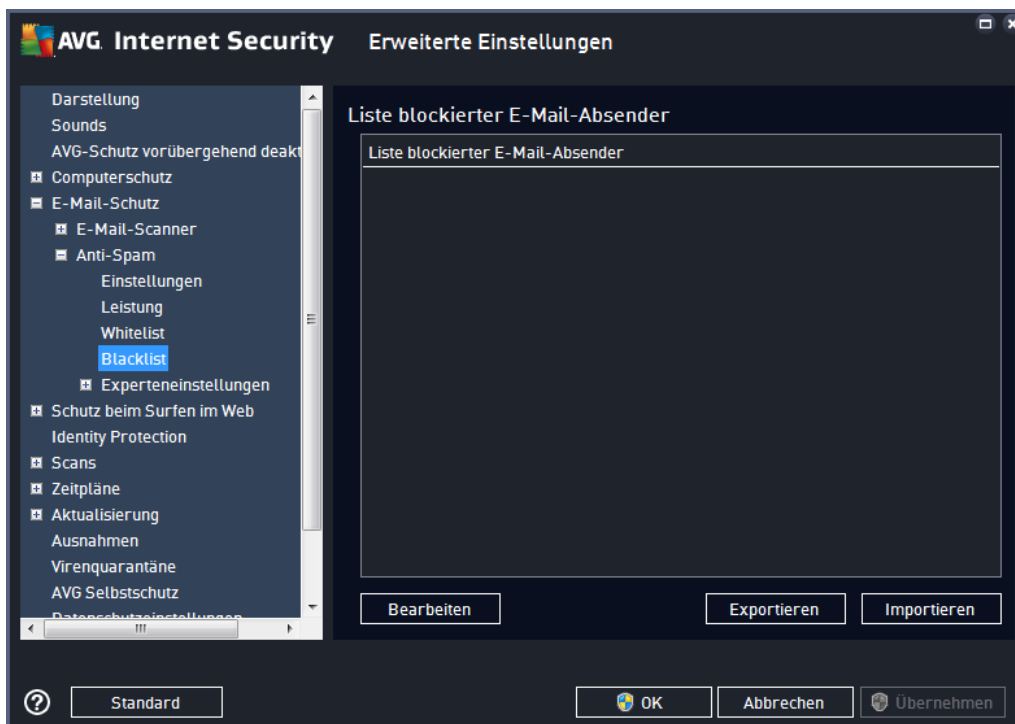 AVG. Internet Security Erweiterte Einstellungen
Darstellung
Sounds
AVG-Schutz vorübergehend deakt
Computerschutz
E-Mail-Schutz
E-Mail-Scanner
Anti-Spam
Einstellungen
Leistung
Whitelist
Blacklist
Experteneinstellungen
Schutz beim Surfen im Web
Identity Protection
Scans
Zeitpläne
Aktualisierung
Ausnahmen
Virenquarantäne
AVG Selbstschutz
Datenschutzeinstellungen
Liste blockierter E-Mail-Absender
Liste blockierter E-Mail-Absender
Bearbeiten
Exportieren
Importieren
? Standard
OK
Abbrechen
Übernehmen